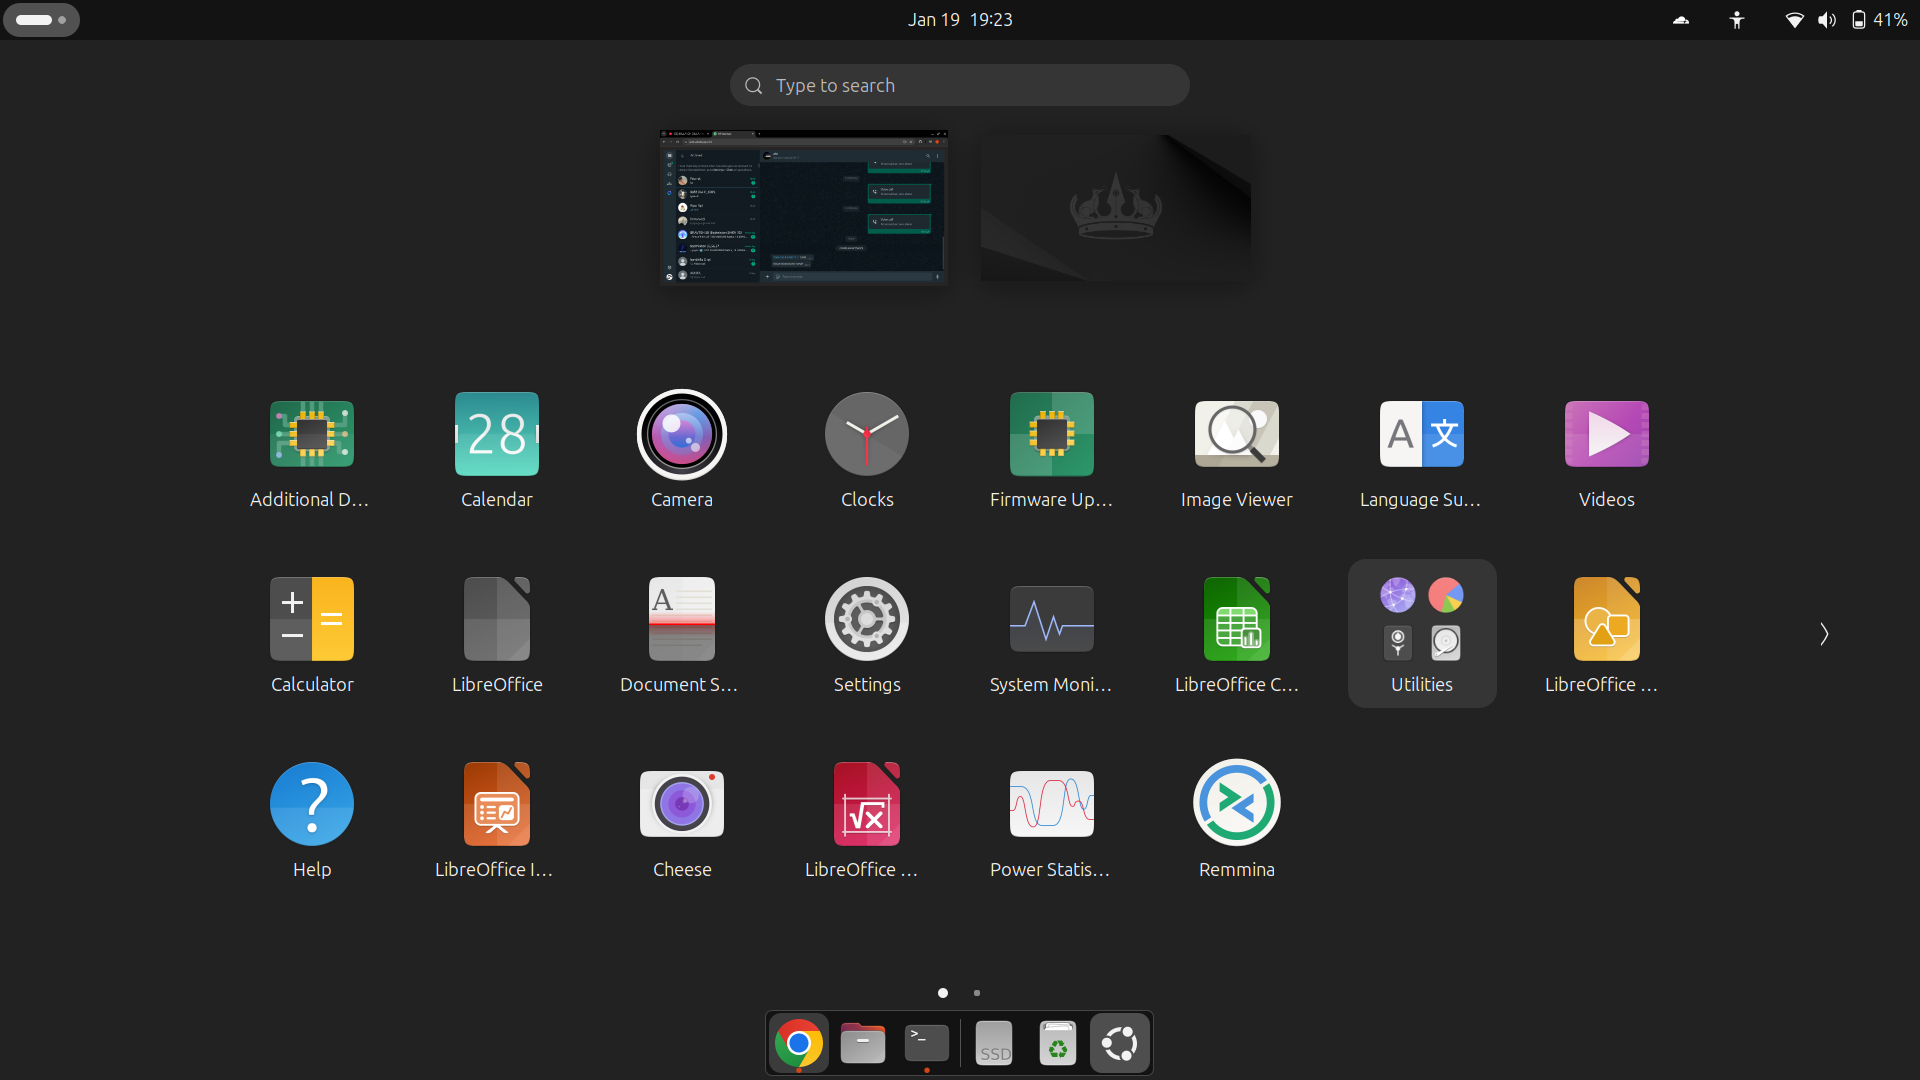 Jan 19 19:23
41%
Type to search
Additional D...
Calendar
Camera
Clocks
Firmware Up...
Image Viewer
Language Su...
Videos
28
A 文
Calculator
LibreOffice
Document S...
Settings
System Moni...
LibreOffice C...
Utilities
LibreOffice ...
A
Help
LibreOffice I...
Cheese
LibreOffice ...
Power Statis...
Remmina
?
√x
>_
SSD